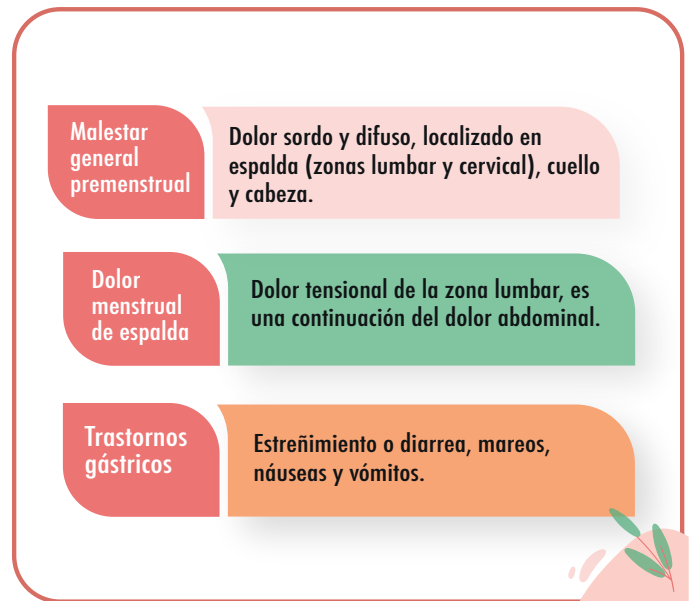 Malestar
general
premenstrual
Dolor sordo y difuso, localizado en
espalda (zonas lumbar y cervical), cuello
y cabeza.
Dolor
menstrual
de espalda
Dolor tensional de la zona lumbar, es
una continuación del dolor abdominal.
Trastornos
gástricos
Estreñimiento o diarrea, mareos,
náuseas y vómitos.